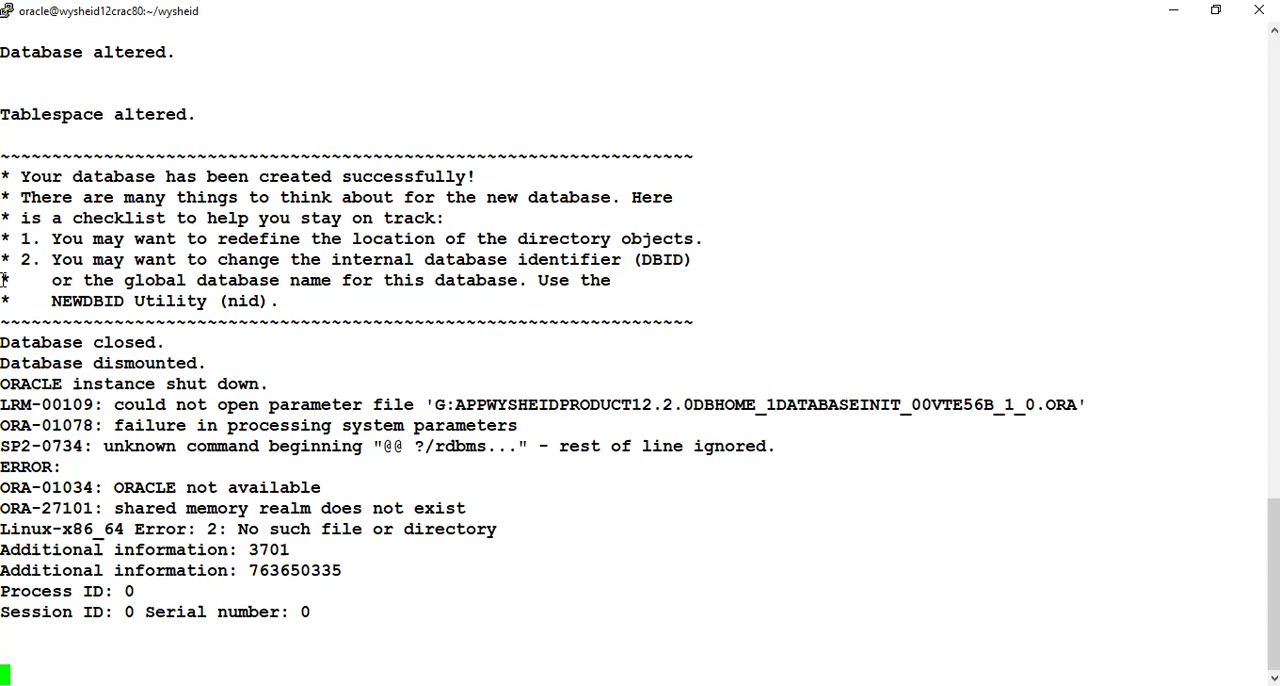 oracle@wysheid12crac80:~/wysheid
Database altered.
Tablespace altered.
~~~~~~~~~~~~~~~~~~~~~~~~~~~~~~~~~~~~~~~~~~~~~~~~~~~~~~~~~~~~~~~~~~~
* Your database has been created successfully!
* There are many things to think about for the new database. Here
* is a checklist to help you stay on track:
* 1. You may want to redefine the location of the directory objects.
* 2. You may want to change the internal database identifier (DBID)
*    or the global database name for this database. Use the
*    NEWDBID Utility (nid).
~~~~~~~~~~~~~~~~~~~~~~~~~~~~~~~~~~~~~~~~~~~~~~~~~~~~~~~~~~~~~~~~~~~
Database closed.
Database dismounted.
ORACLE instance shut down.
LRM-00109: could not open parameter file 'G:APPWYSHEIDPRODUCT12.2.0DBHOME_1DATABASEINIT_00VTE56B_1_0.ORA'
ORA-01078: failure in processing system parameters
SP2-0734: unknown command beginning "@@ ?/rdbms..." - rest of line ignored.
ERROR:
ORA-01034: ORACLE not available
ORA-27101: shared memory realm does not exist
Linux-x86_64 Error: 2: No such file or directory
Additional information: 3701
Additional information: 763650335
Process ID: 0
Session ID: 0 Serial number: 0